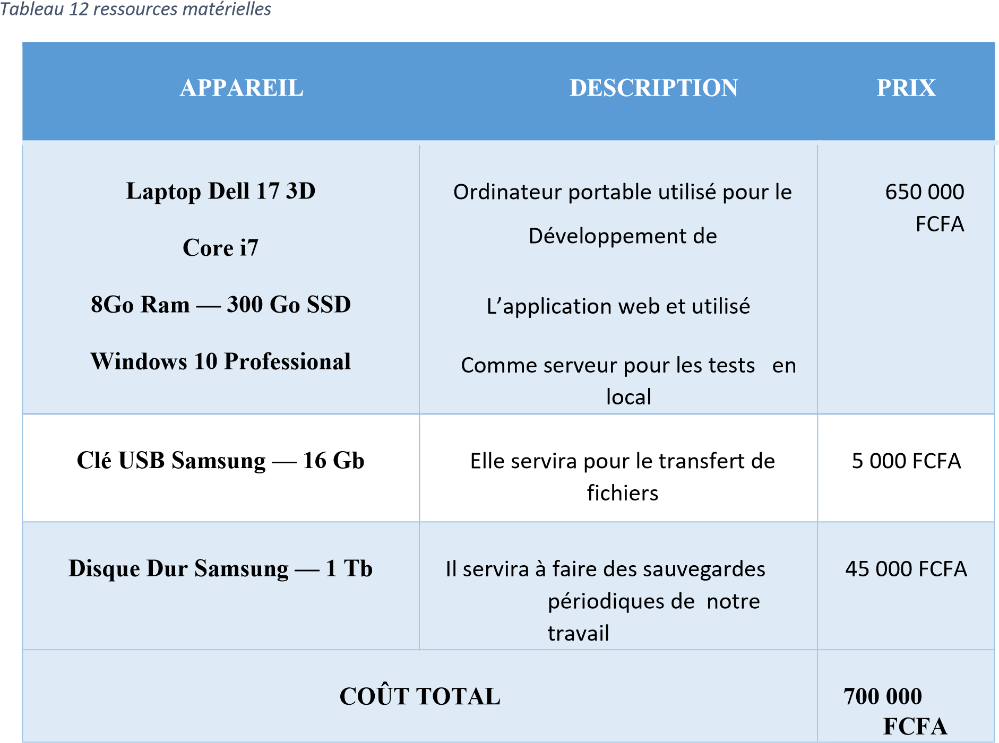 Tableau 12 ressources matérielles
APPAREIL DESCRIPTION PRIX
Laptop Dell 17 3D
Core i7
8Go Ram — 300 Go SSD
Windows 10 Professional
Ordinateur portable utilisé pour le
Développement de
L’application web et utilisé
Comme serveur pour les tests en
local
650 000
FCFA
Clé USB Samsung — 16 Gb
Elle servira pour le transfert de
fichiers
5 000 FCFA
Disque Dur Samsung — 1 Tb
Il servira à faire des sauvegardes
périodiques de notre
travail
45 000 FCFA
COÛT TOTAL
700 000
FCFA